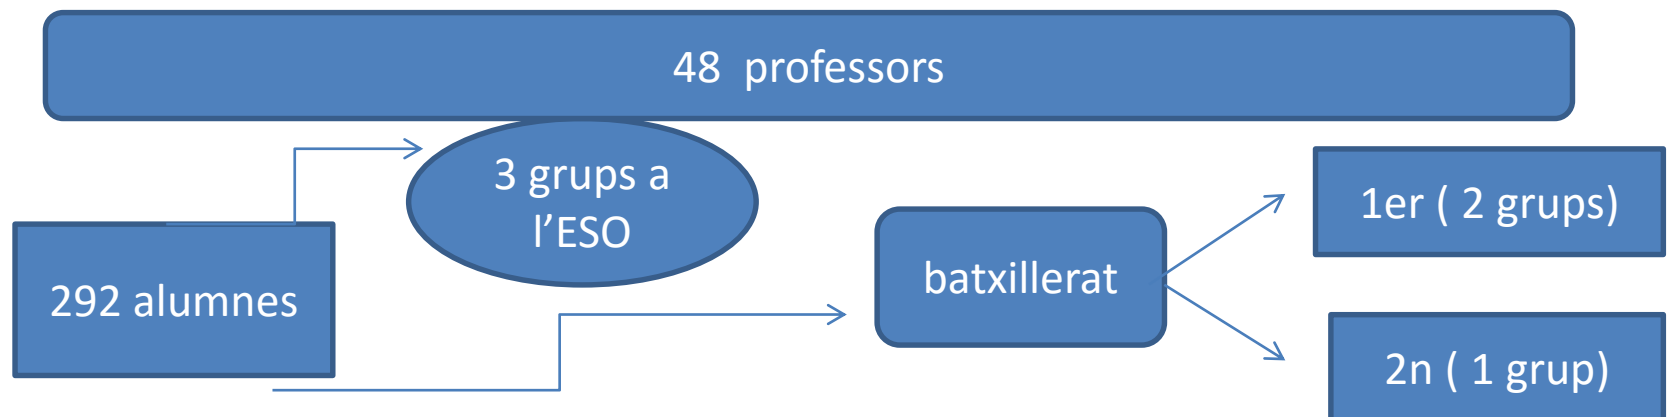 48 professors
3 grups a
l'ESO
292 alumnes
batxillerat
1er ( 2 grups)
2n ( 1 grup)